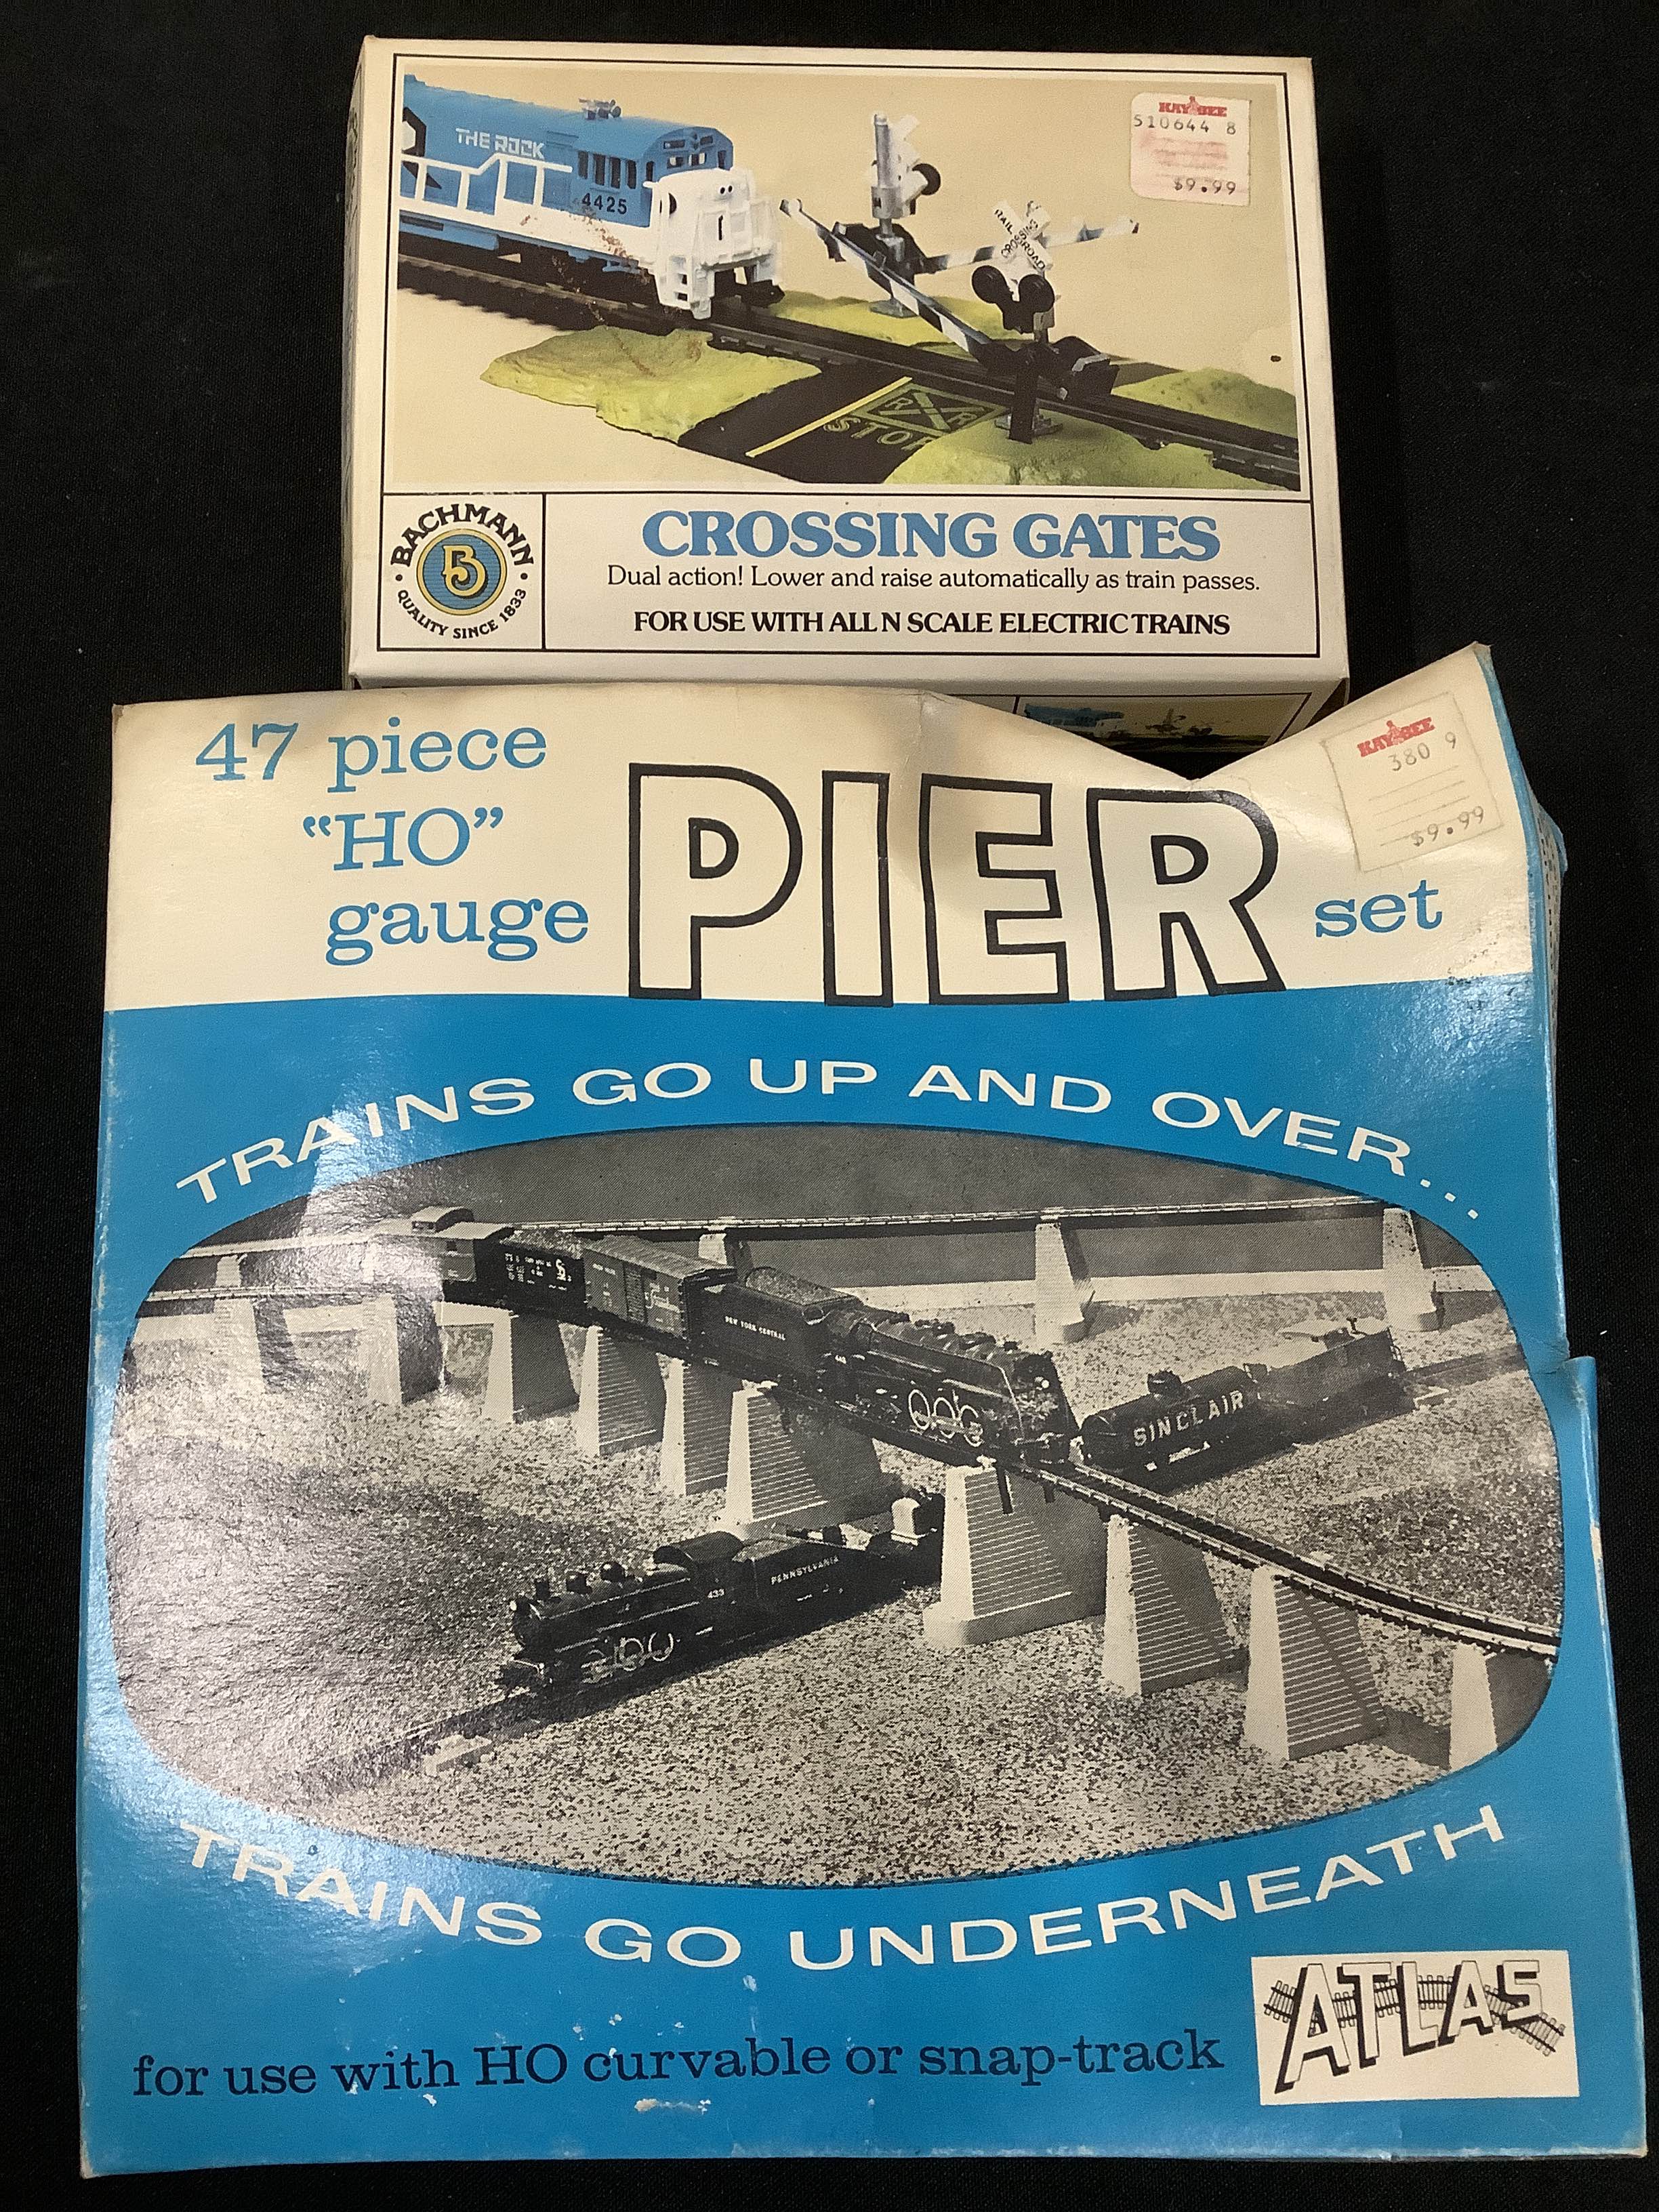 THE ROCK
4425
KAY BEE
510644 8
$9.99
RAIL ROAD
CROSSING
R R
STOP
BACHMANN
B
QUALITY SINCE 1833
CROSSING GATES
Dual action! Lower and raise automatically as train passes.
FOR USE WITH ALL N SCALE ELECTRIC TRAINS
KAY BEE
380 9
$9.99
47 piece
“HO”
gauge
PIER
set
TRAINS GO UP AND OVER...
NEW YORK CENTRAL
SINCLAIR
433
PENNSYLVANIA
TRAINS GO UNDERNEATH
for use with HO curvable or snap-track
ATLAS